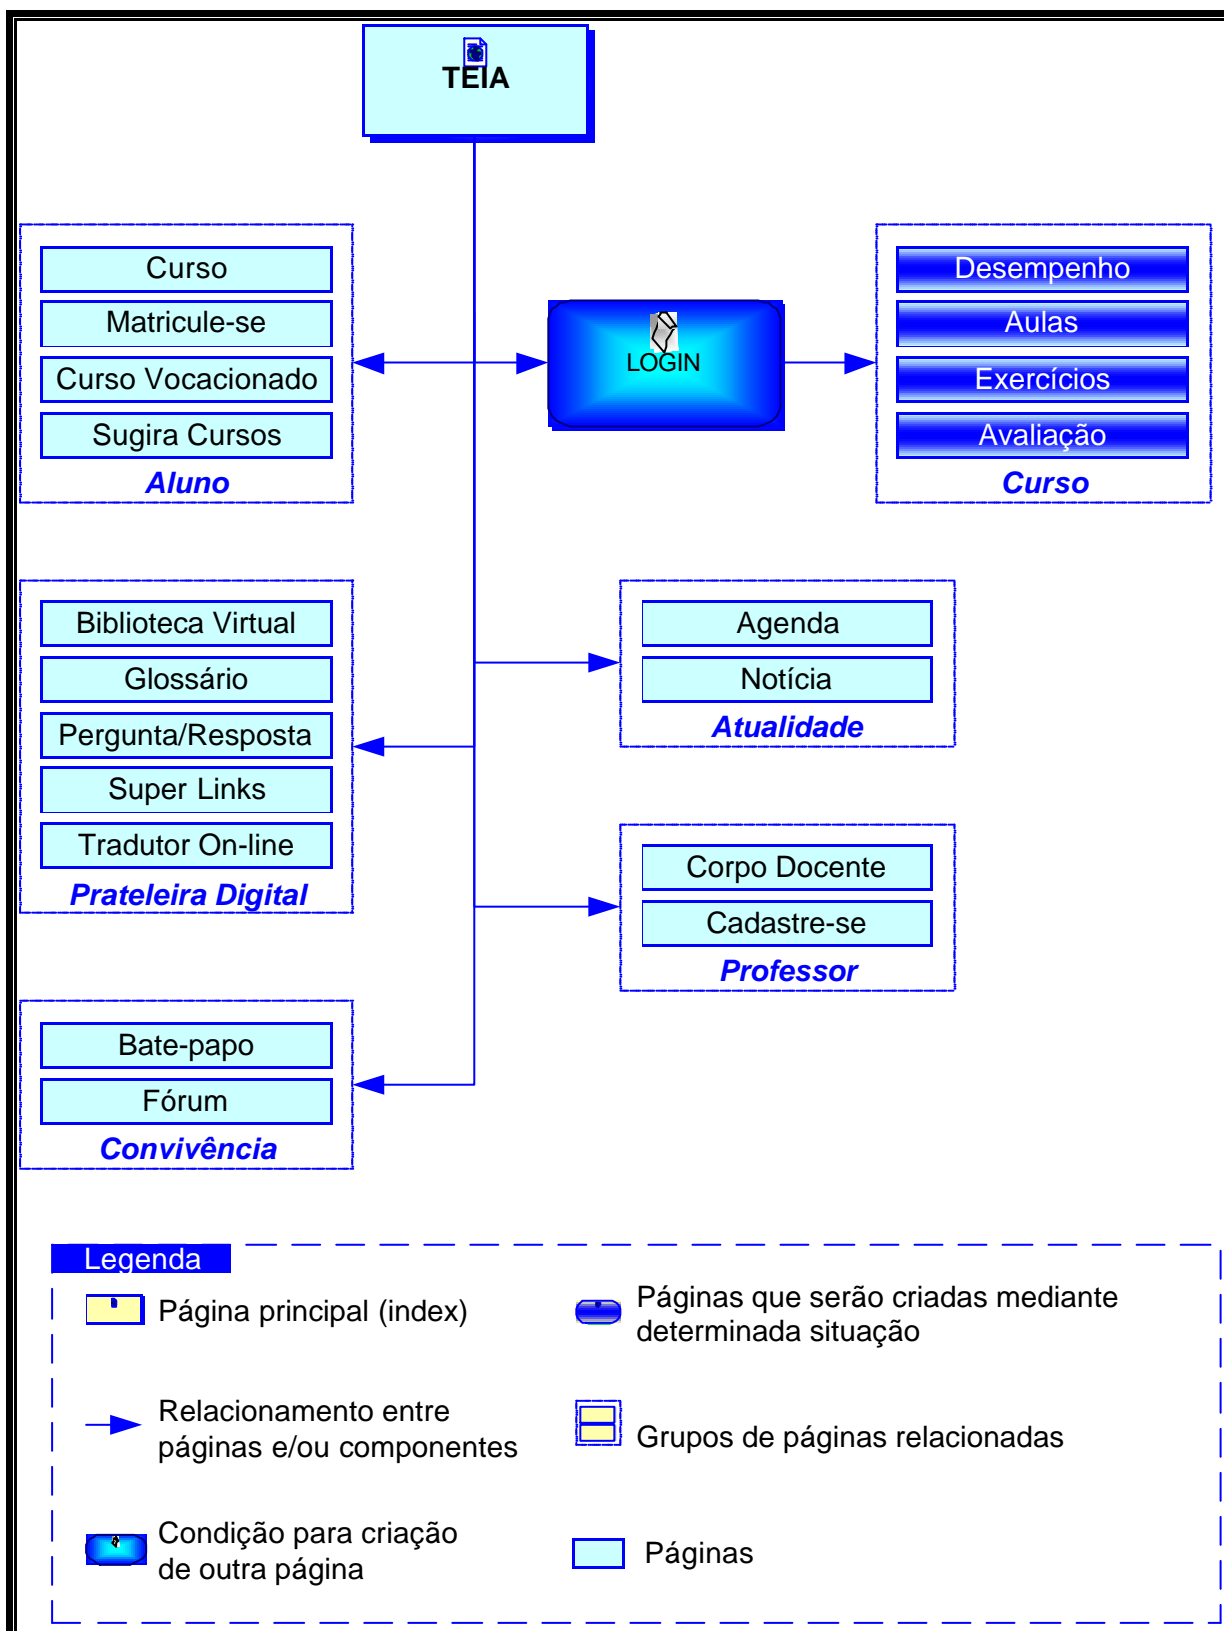 TEIA
Curso
Matricule-se
Curso Vocacionado
Sugira Cursos
Aluno
LOGIN
Desempenho
Aulas
Exercícios
Avaliação
Curso
Biblioteca Virtual
Glossário
Pergunta/Resposta
Super Links
Tradutor On-line
Prateleira Digital
Agenda
Notícia
Atualidade
Corpo Docente
Cadastre-se
Professor
Bate-papo
Fórum
Convivência
Legenda
Página principal (index)
Páginas que serão criadas mediante
determinada situação
Relacionamento entre
páginas e/ou componentes
Grupos de páginas relacionadas
Condição para criação
de outra página
Páginas